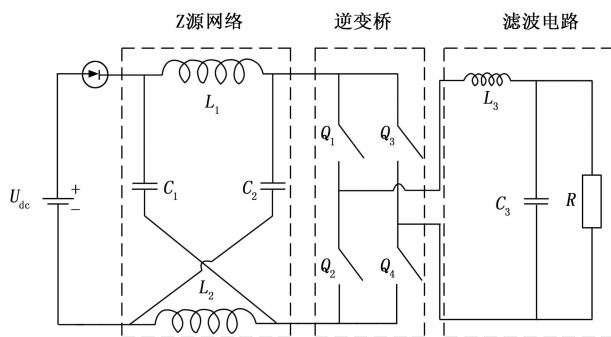 Z源网络 逆变桥 滤波电路
L₁ L₃
Q₁ Q₃
C₁ C₂
U_dc + −
C₃ R
Q₂ Q₄
L₂